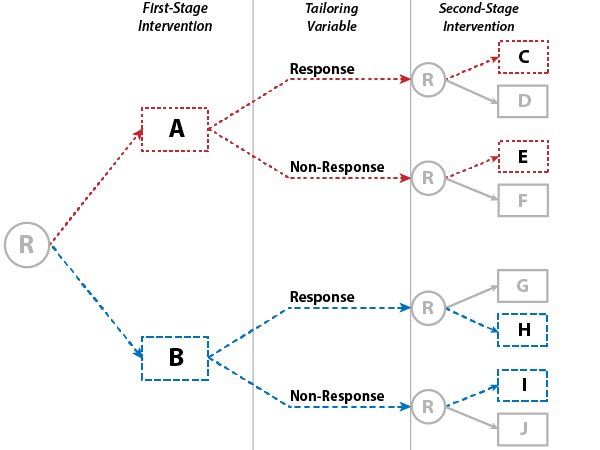 First-Stage
Intervention
Tailoring
Variable
Second-Stage
Intervention
Response
R
C
D
A
Non-Response
R
E
F
R
Response
R
G
H
B
Non-Response
R
I
J